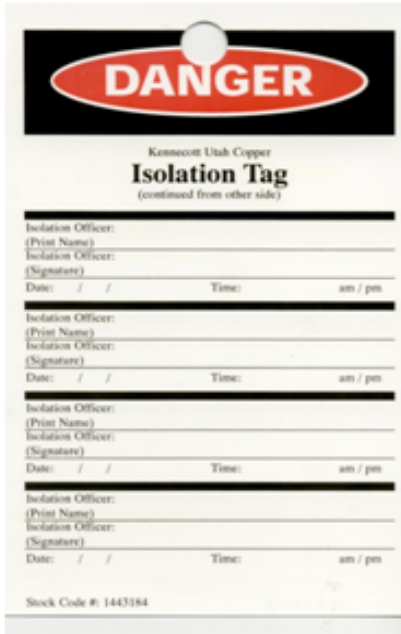 DANGER
Kennecott Utah Copper
Isolation Tag
(continued from other side)
Isolation Officer:
(Print Name)
Isolation Officer:
(Signature)
Date: / / Time: am / pm
Isolation Officer:
(Print Name)
Isolation Officer:
(Signature)
Date: / / Time: am / pm
Isolation Officer:
(Print Name)
Isolation Officer:
(Signature)
Date: / / Time: am / pm
Isolation Officer:
(Print Name)
Isolation Officer:
(Signature)
Date: / / Time: am / pm
Stock Code #: 1443184